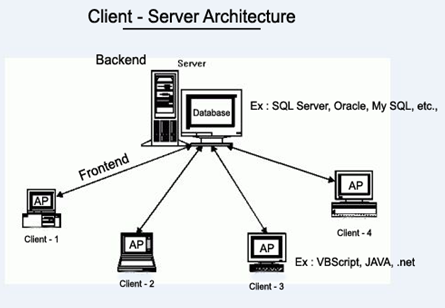 Client - Server Architecture
Backend
Server
Database
Ex : SQL Server, Oracle, My SQL, etc.,
Frontend
AP
Client - 1
AP
Client - 2
AP
Client - 3
AP
Client - 4
Ex : VBScript, JAVA, .net